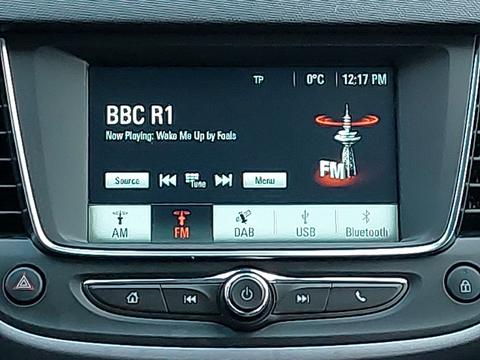 TP 0°C 12:17 PM
BBC R1
Now Playing: Wake Me Up by Foals
FM
Source Tune Menu
AM FM DAB USB Bluetooth